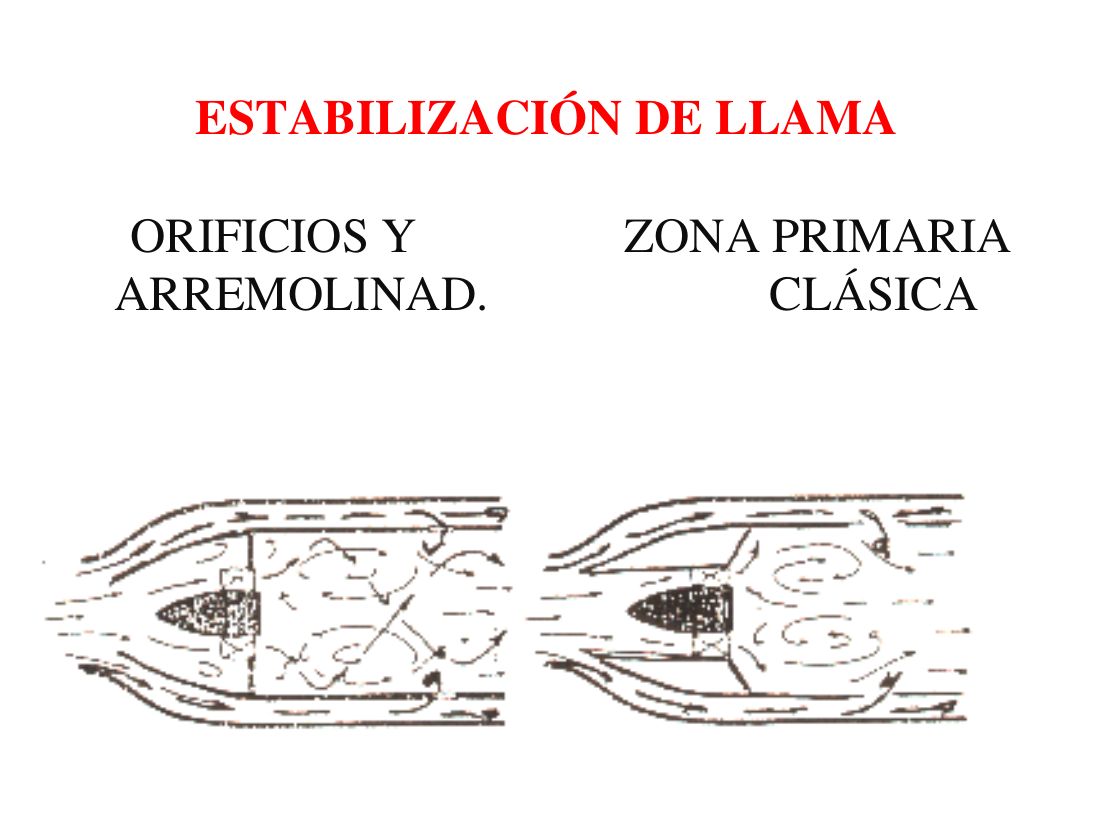 ESTABILIZACIÓN DE LLAMA
ORIFICIOS Y
ARREMOLINAD.
ZONA PRIMARIA
CLÁSICA